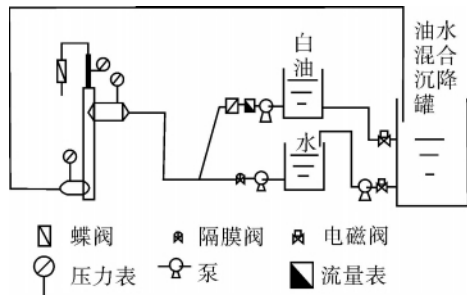 白
油
水
油水
混合
沉降
罐
蝶阀
隔膜阀
电磁阀
压力表
泵
流量表